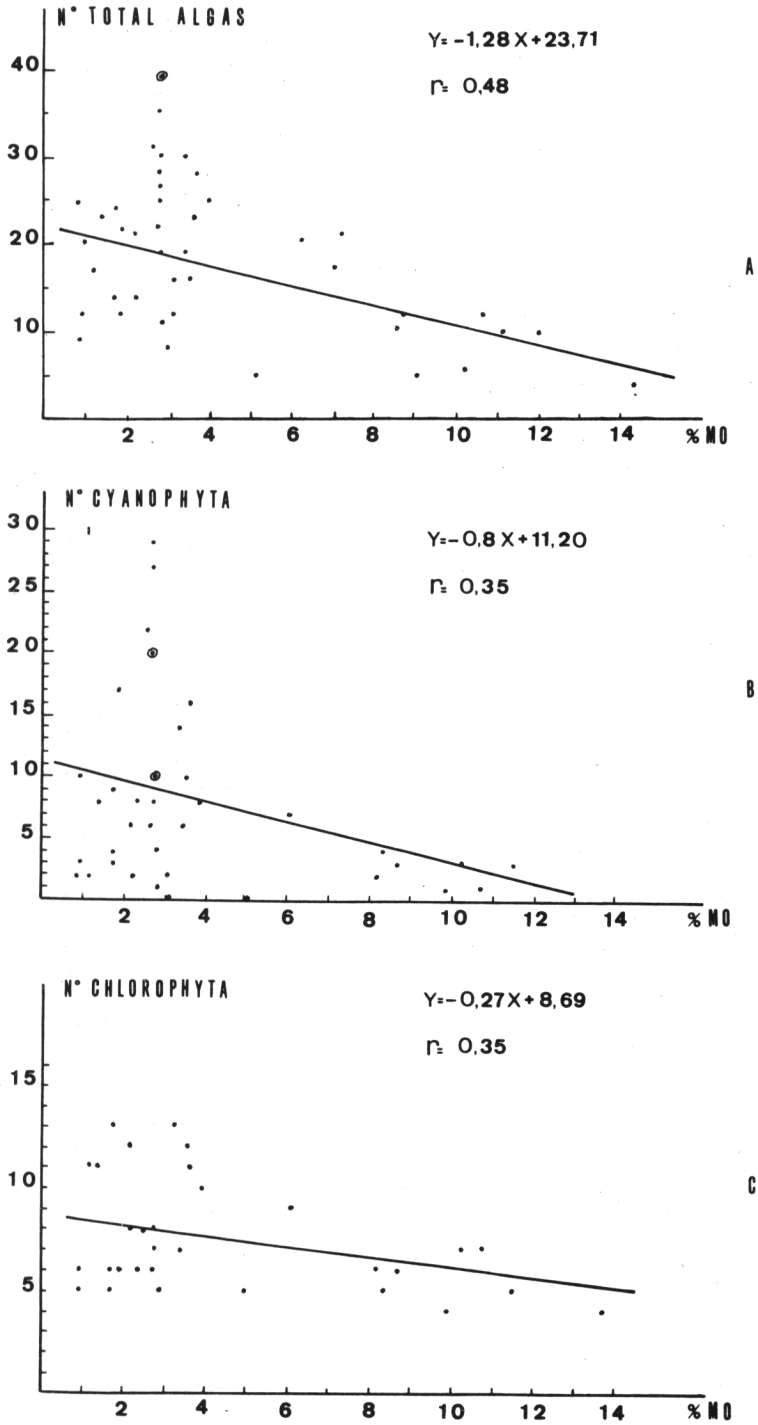 N° TOTAL ALGAS
Y= -1,28 X + 23,71
r= 0,48
40
30
20
10
A
2 4 6 8 10 12 14 % MO
N° CYANOPHYTA
Y=-0,8 X + 11,20
r= 0,35
30
25
20
15
10
5
B
2 4 6 8 10 12 14 % MO
N° CHLOROPHYTA
Y=-0,27X + 8,69
r= 0,35
15
10
5
C
2 4 6 8 10 12 14 % MO